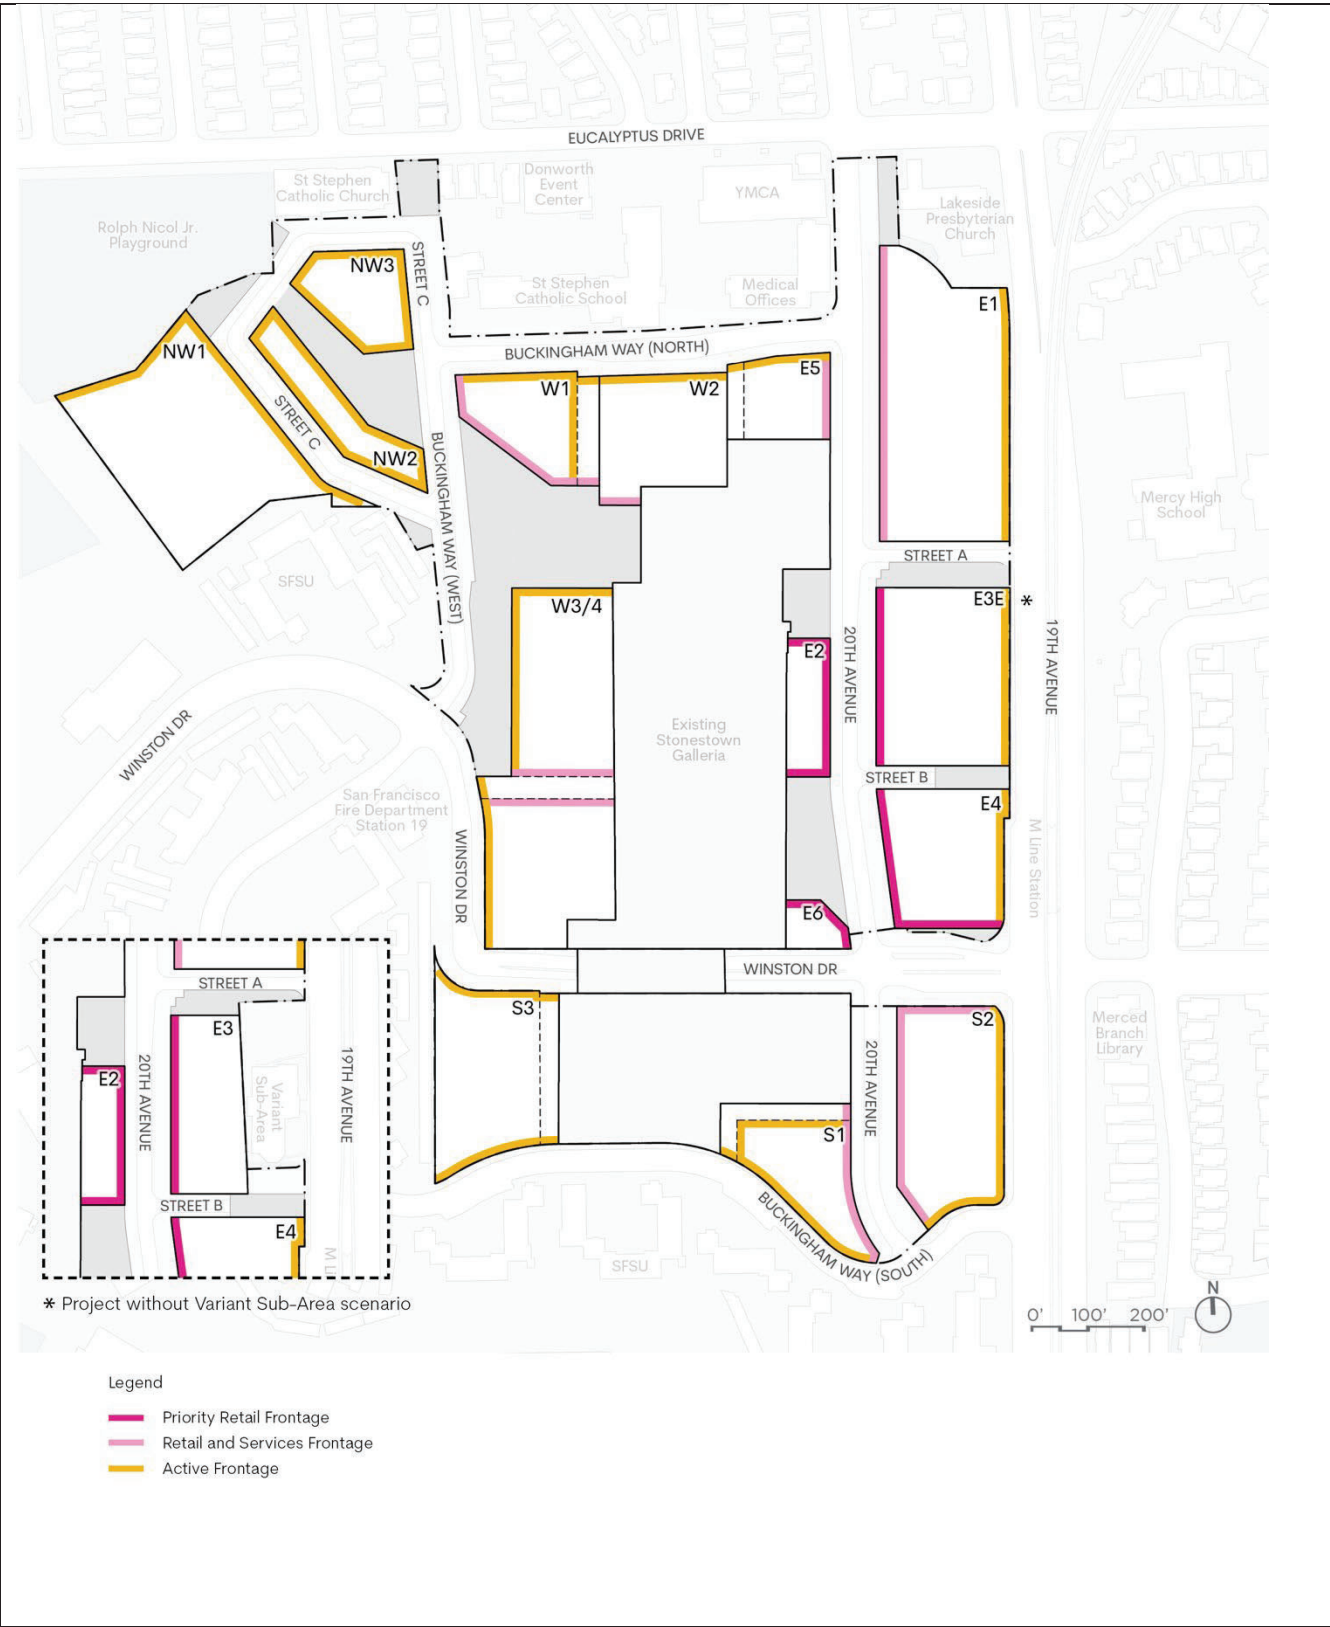 EUCALYPTUS DRIVE
St Stephen
Catholic Church
Donworth
Event
Center
YMCA
Lakeside
Presbyterian
Church
Rolph Nicol Jr.
Playground
NW3
STREET C
St Stephen
Catholic School
Medical
Offices
E1
NW1
BUCKINGHAM WAY (NORTH)
W1
W2
E5
STREET C
NW2
BUCKINGHAM WAY (WEST)
Mercy High
School
STREET A
SFSU
W3/4
E3E
*
E2
20TH AVENUE
19TH AVENUE
WINSTON DR
Existing
Stonestown
Galleria
STREET B
San Francisco
Fire Department
Station 19
E4
WINSTON DR
M Line Station
E6
WINSTON DR
S3
S2
Merced
Branch
Library
20TH AVENUE
S1
BUCKINGHAM WAY (SOUTH)
SFSU
STREET A
E3
E2
20TH AVENUE
Variant
Sub-Area
19TH AVENUE
STREET B
E4
M Li
* Project without Variant Sub-Area scenario
N
0' 100' 200'
Legend
Priority Retail Frontage
Retail and Services Frontage
Active Frontage